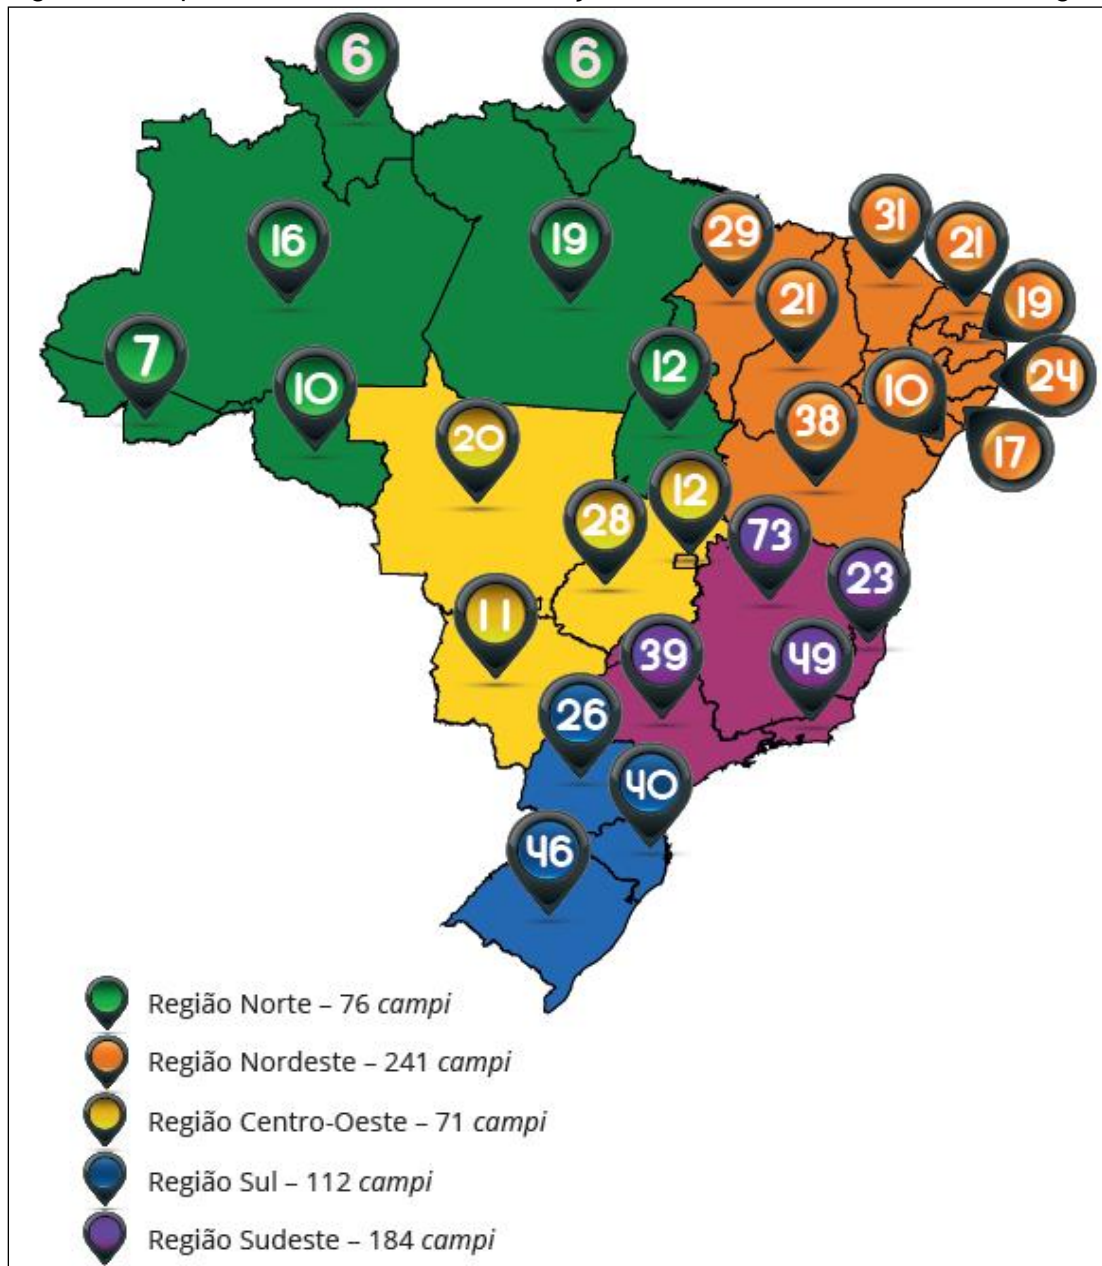 6 6
31
29 21
16 19
21 19
7 12 24
10 10
38
20 17
12
28 73
23
11
39 49
26
40
46
Região Norte – 76 campi
Região Nordeste – 241 campi
Região Centro-Oeste – 71 campi
Região Sul – 112 campi
Região Sudeste – 184 campi